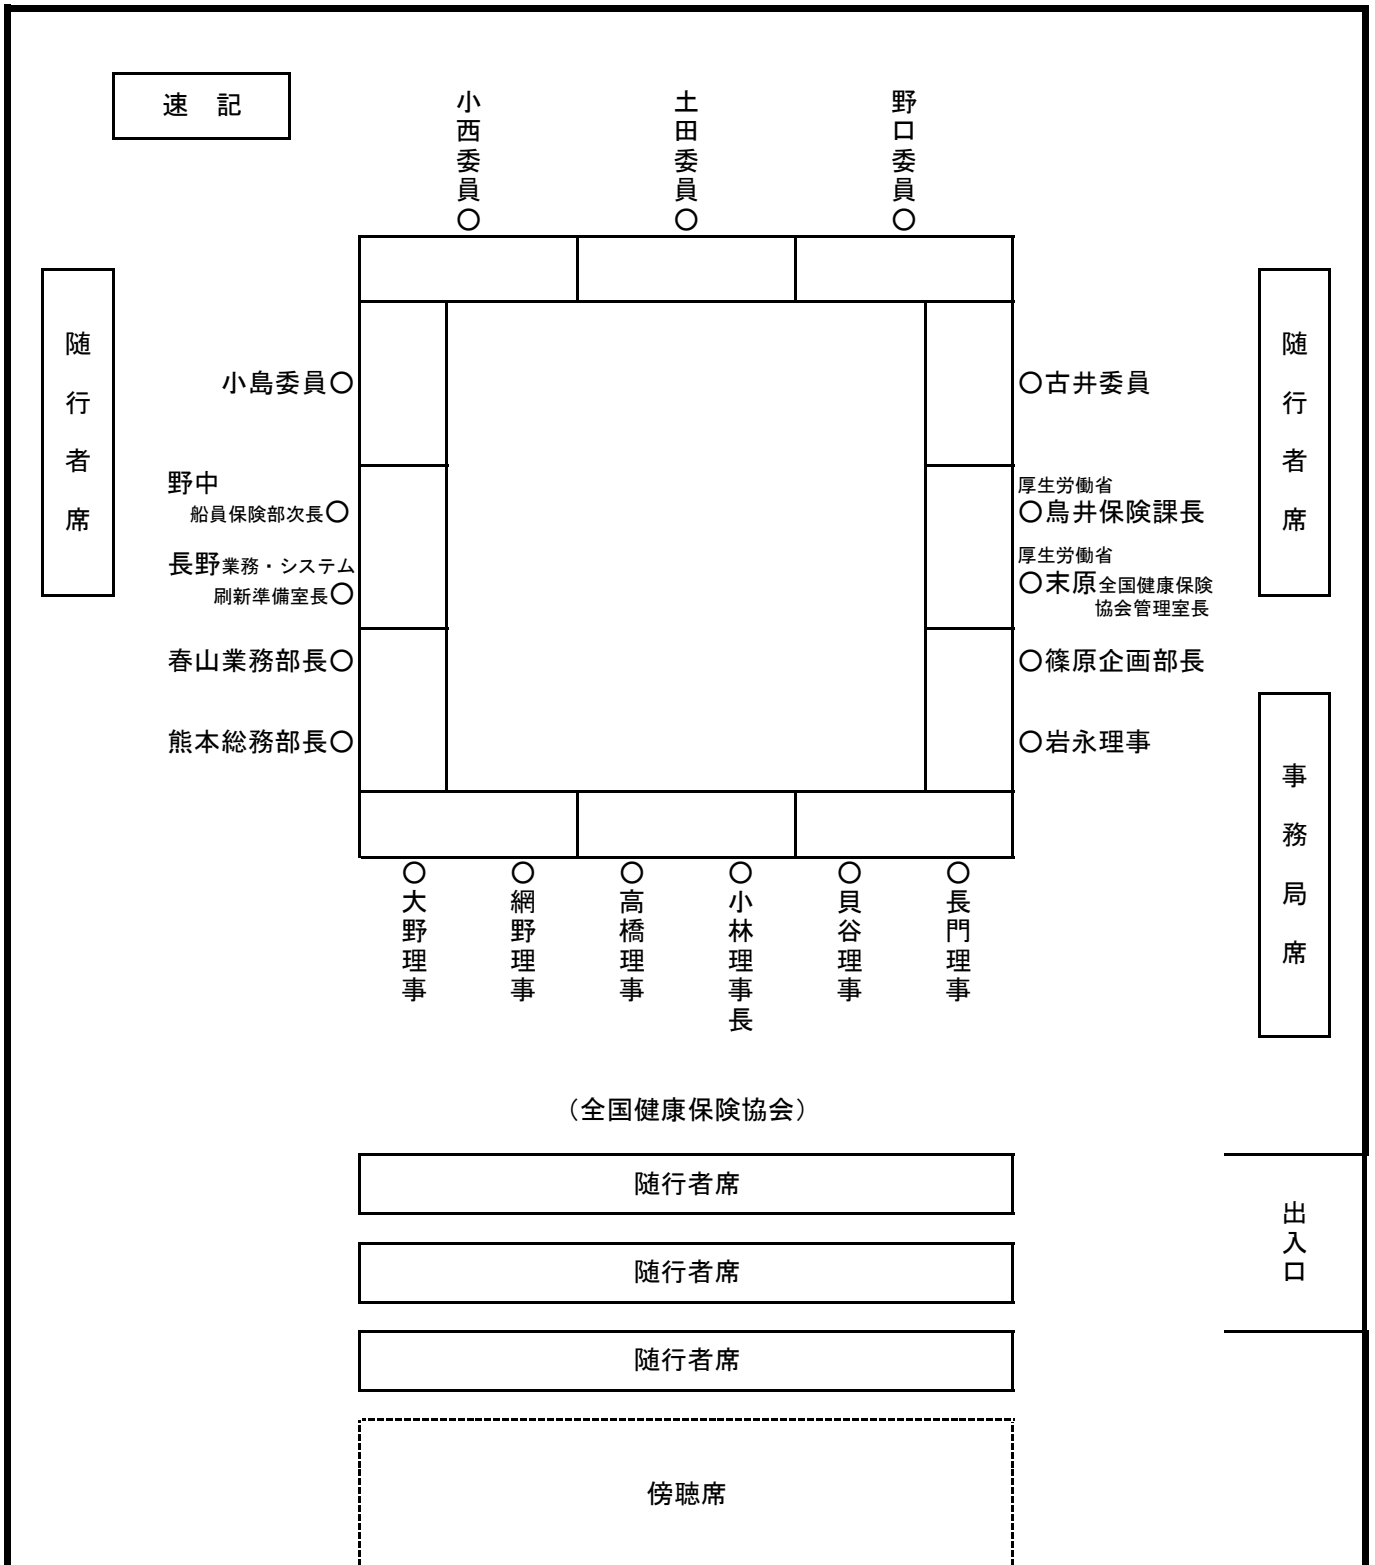 速　記
小西委員○
土田委員○
野口委員○
随行者席
随行者席
小島委員○
○古井委員
野中
船員保険部次長○
厚生労働省
○鳥井保険課長
長野業務・システム
刷新準備室長○
厚生労働省
○末原全国健康保険
協会管理室長
春山業務部長○
○篠原企画部長
熊本総務部長○
○岩永理事
事務局席
○大野理事
○網野理事
○高橋理事
○小林理事長
○貝谷理事
○長門理事
（全国健康保険協会）
随行者席
随行者席
随行者席
出入口
傍聴席